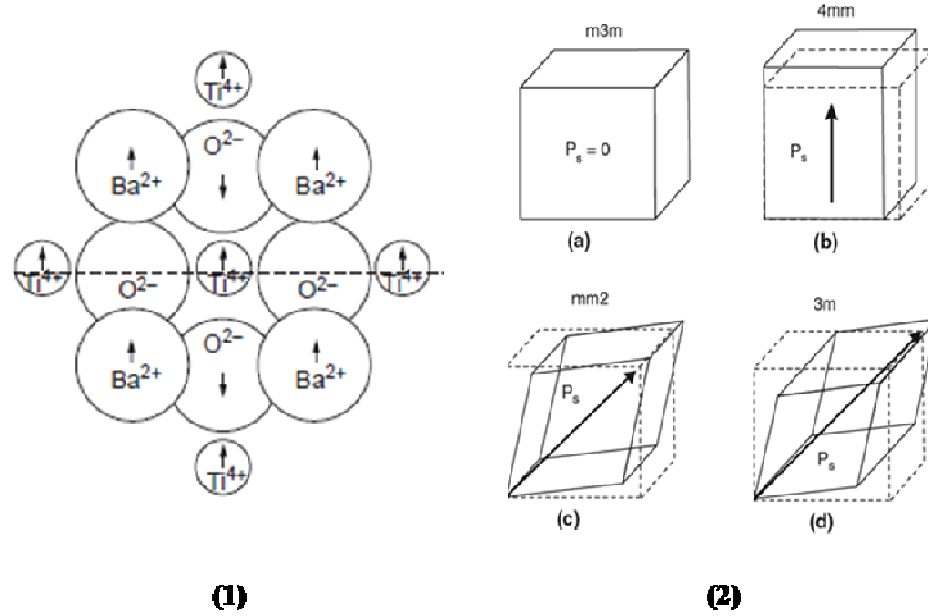 Ti4+
O2−
Ba2+
Ba2+
Ti4+
Ti4+
Ti4+
O2−
O2−
O2−
Ba2+
Ba2+
Ti4+
(1)
m3m
Ps = 0
(a)
4mm
Ps
(b)
mm2
Ps
(c)
3m
Ps
(d)
(2)